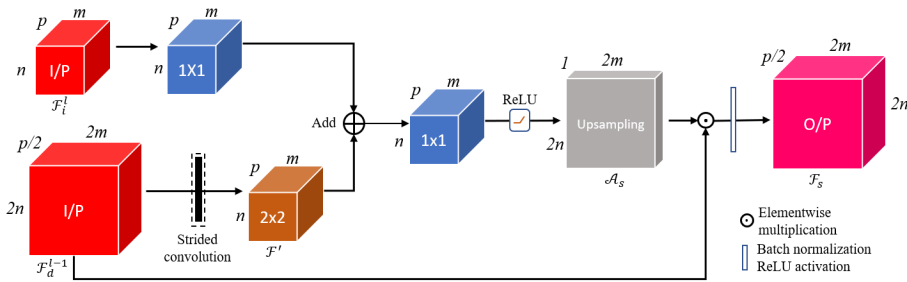 p m
n I/P
ℱ_i^l
p m
n 1X1
p/2 2m
2n I/P
ℱ_d^{l-1}
Strided
convolution
p m
n 2x2
ℱ'
Add
p m
n 1x1
ReLU
1 2m
2n Upsampling
𝒜_s
p/2 2m
O/P 2n
ℱ_s
Elementwise
multiplication
Batch normalization
ReLU activation